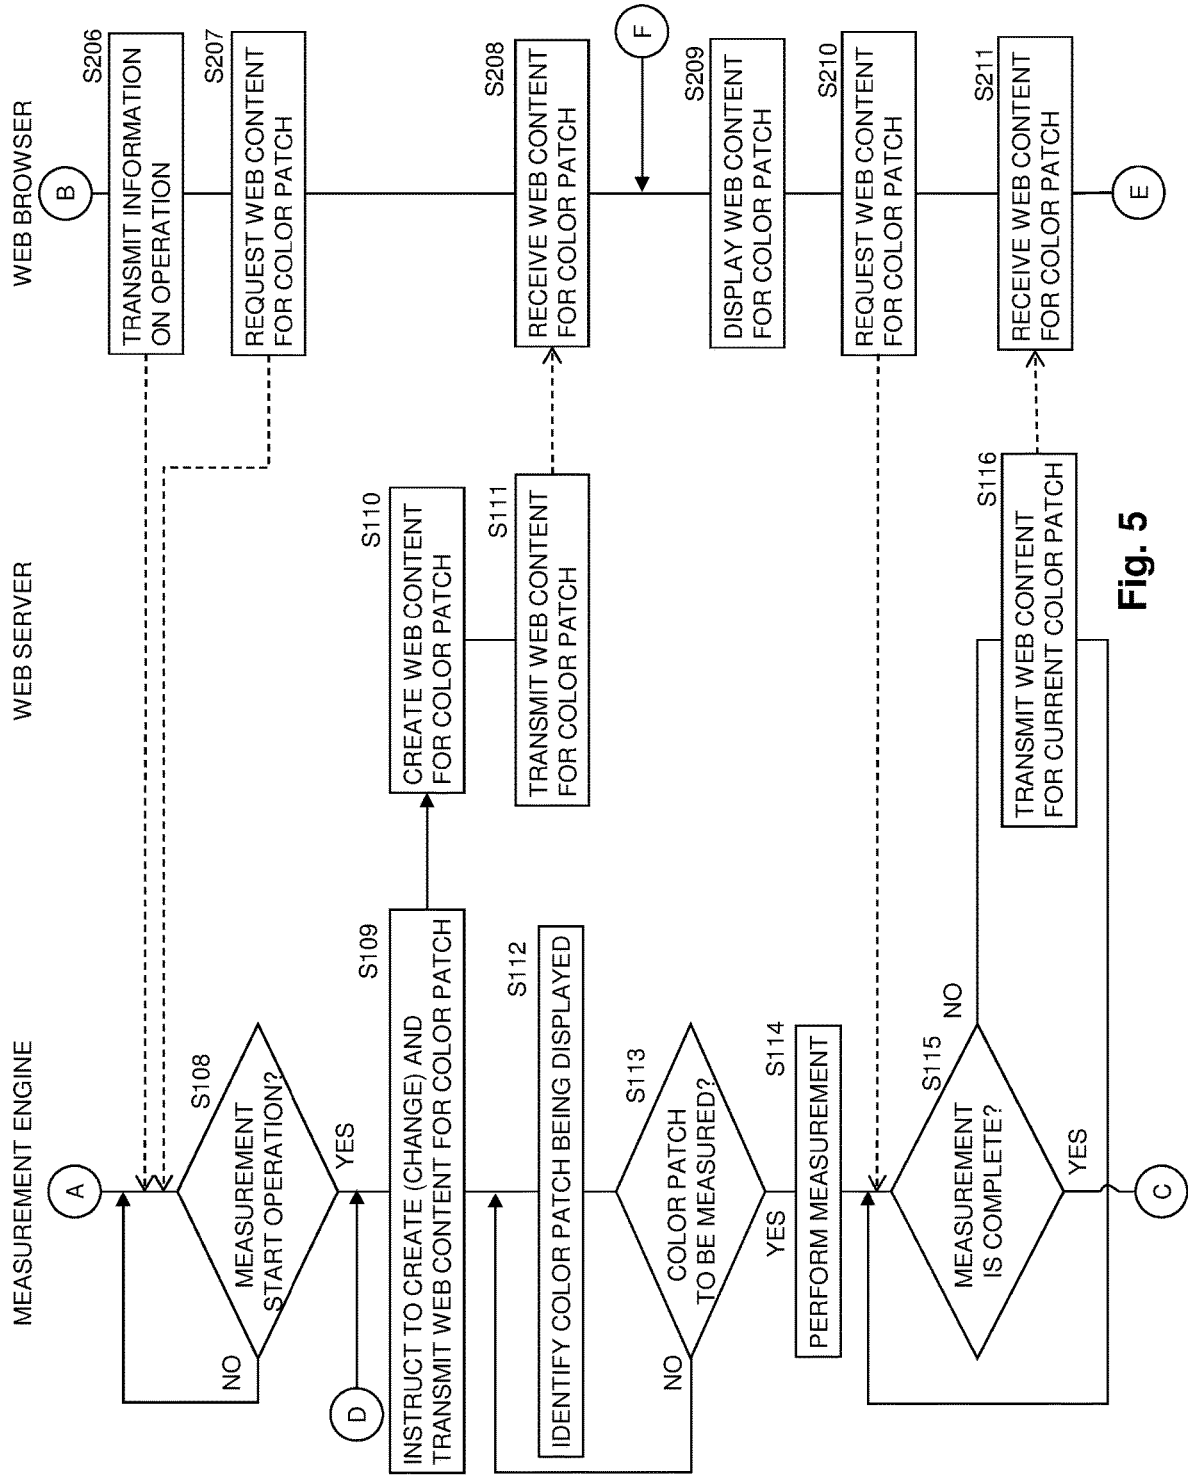 MEASUREMENT ENGINE
WEB SERVER
WEB BROWSER
A
S108
MEASUREMENT
START OPERATION?
NO
YES
D
S109
INSTRUCT TO CREATE (CHANGE) AND
TRANSMIT WEB CONTENT FOR COLOR PATCH
S112
IDENTIFY COLOR PATCH BEING DISPLAYED
S113
COLOR PATCH
TO BE MEASURED?
NO
YES
S114
PERFORM MEASUREMENT
S115
MEASUREMENT
IS COMPLETE?
NO
YES
C
S110
CREATE WEB CONTENT
FOR COLOR PATCH
S111
TRANSMIT WEB CONTENT
FOR COLOR PATCH
S116
TRANSMIT WEB CONTENT
FOR CURRENT COLOR PATCH
B
S206
TRANSMIT INFORMATION
ON OPERATION
S207
REQUEST WEB CONTENT
FOR COLOR PATCH
S208
RECEIVE WEB CONTENT
FOR COLOR PATCH
F
S209
DISPLAY WEB CONTENT
FOR COLOR PATCH
S210
REQUEST WEB CONTENT
FOR COLOR PATCH
S211
RECEIVE WEB CONTENT
FOR COLOR PATCH
E
Fig. 5